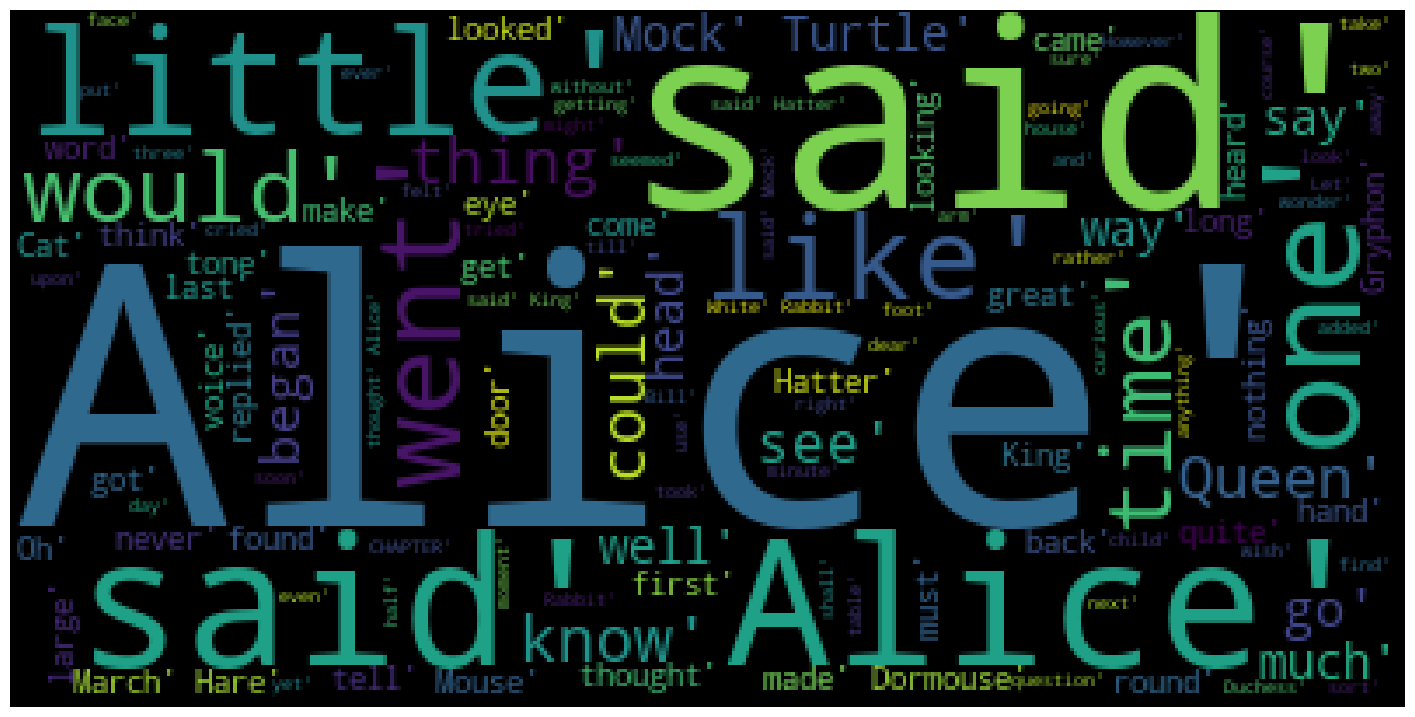 face'
little'
looked'
Mock' Turtle'
said'
came'
However'
sure'
take'
course'
two'
away'
put'
ever'
without'
getting'
might'
said' Hatter'
looking'
going'
house'
and'
heard'
say'
word'
three'
thing'
seemed'
said' Mock'
look'
Let'
wonder'
would'
make'
felt'
eye'
tried'
come
till'
like'
arm'
way'
long'
rather'
Gryphon'
Cat'
think'
cried'
upon'
tone'
last'
went'
get'
said' King'
could'
head'
White' Rabbit'
foot'
great'
curious'
time'
nothing'
one'
added'
Alice'
voice'
replied'
began'
thought' Alice'
door'
Bill'
use'
dear'
Hatter'
right'
see'
minute'
King'
anything'
Queen'
hand'
got'
day'
soon'
took'
Oh'
never'
found'
CHAPTER'
well'
back'
child'
quite'
wish'
find'
said' Alice'
even'
half'
moment'
Rabbit'
first'
shall'
table'
must'
next'
go'
large'
know'
much'
March' Hare'
yet'
tell'
Mouse'
thought'
made'
Dormouse
question'
round'
Duchess'
sort'